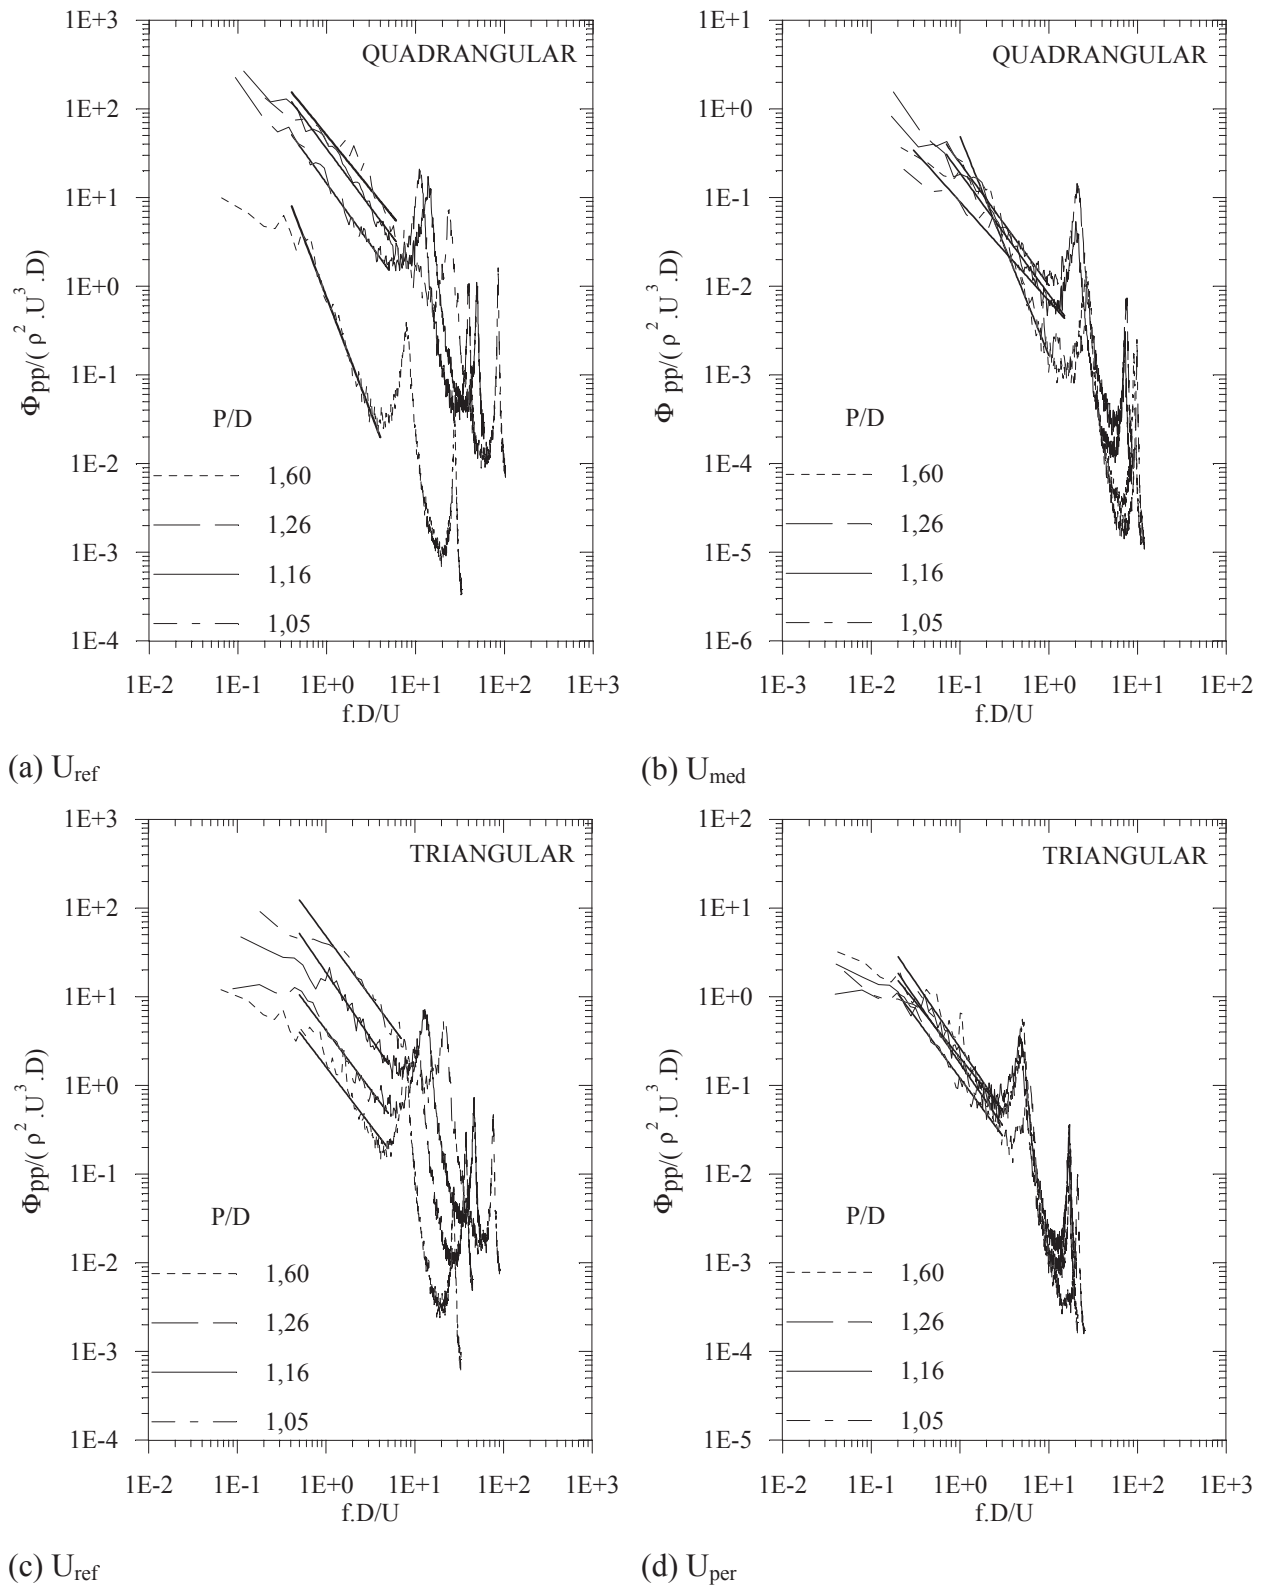 1E+3
QUADRANGULAR
1E+2
1E+1
1E+0
1E-1
1E-2
1E-3
1E-4
Φpp/( ρ² .U³ .D)
P/D
1,60
1,26
1,16
1,05
1E-2 1E-1 1E+0 1E+1 1E+2 1E+3
f.D/U
(a) Uref
1E+1
QUADRANGULAR
1E+0
1E-1
1E-2
1E-3
1E-4
1E-5
1E-6
Φ pp/( ρ² .U³ .D)
P/D
1,60
1,26
1,16
1,05
1E-3 1E-2 1E-1 1E+0 1E+1 1E+2
f.D/U
(b) Umed
1E+3
TRIANGULAR
1E+2
1E+1
1E+0
1E-1
1E-2
1E-3
1E-4
Φpp/( ρ² .U³ .D)
P/D
1,60
1,26
1,16
1,05
1E-2 1E-1 1E+0 1E+1 1E+2 1E+3
f.D/U
(c) Uref
1E+2
TRIANGULAR
1E+1
1E+0
1E-1
1E-2
1E-3
1E-4
1E-5
Φpp/( ρ² .U³ .D)
P/D
1,60
1,26
1,16
1,05
1E-2 1E-1 1E+0 1E+1 1E+2 1E+3
f.D/U
(d) Uper